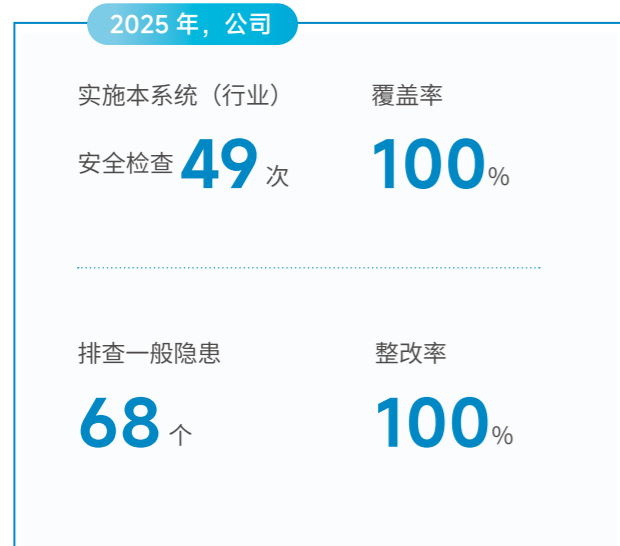 2025 年，公司
实施本系统（行业）
安全检查 49 次
覆盖率
100%
排查一般隐患
68 个
整改率
100%